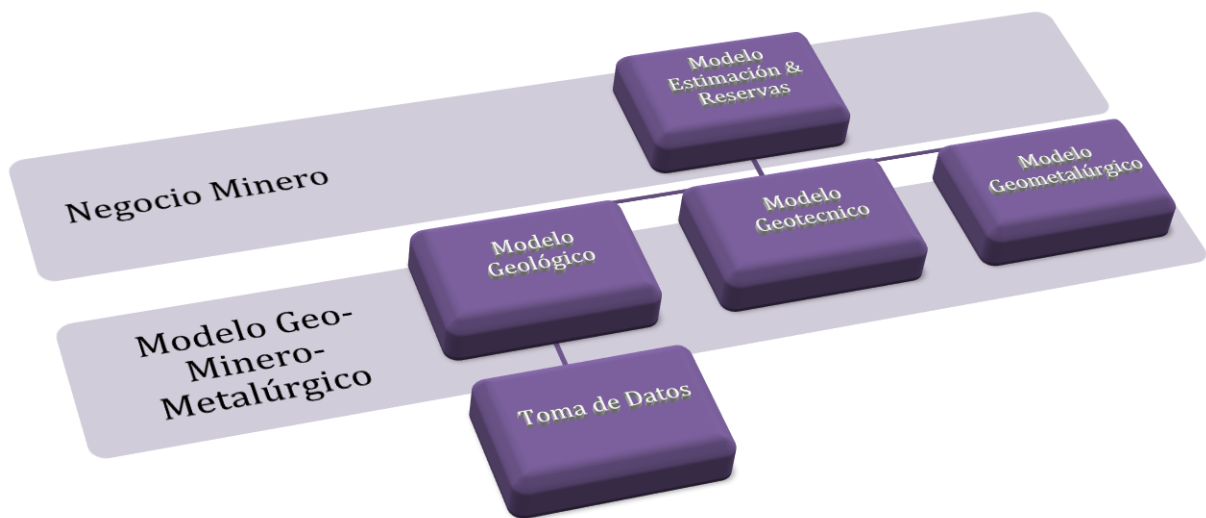 Modelo
Estimación &
Reservas
Negocio Minero
Modelo
Geometalúrgico
Modelo
Geotecnico
Modelo
Geológico
Modelo Geo-
Minero-
Metalúrgico
Toma de Datos